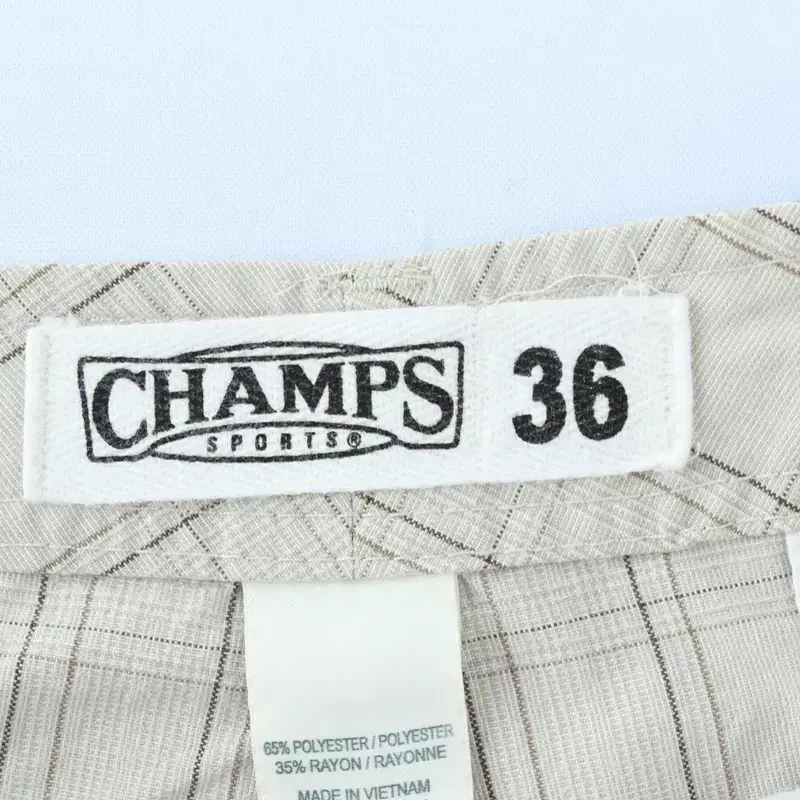 CHAMPS
SPORTS®
36
65% POLYESTER / POLYESTER
35% RAYON / RAYONNE
MADE IN VIETNAM